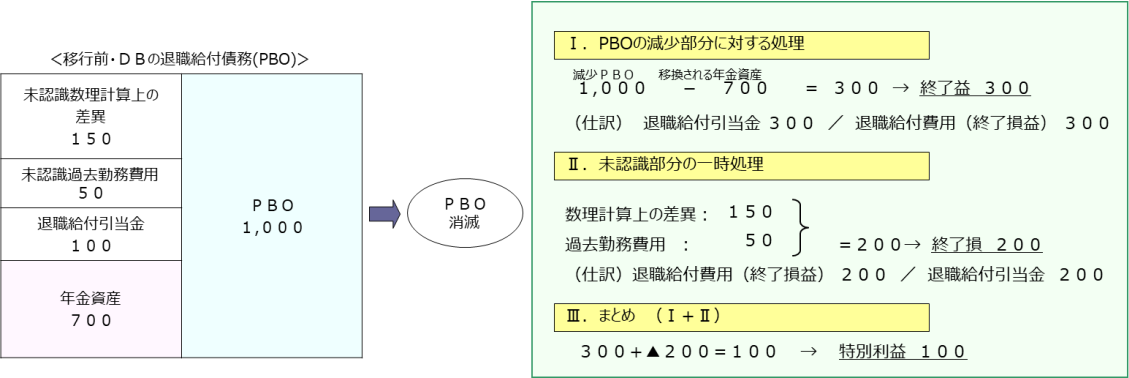 ＜移行前・ＤＢの退職給付債務(PBO)＞
未認識数理計算上の
差異
１５０
未認識過去勤務費用
５０
退職給付引当金
１００
年金資産
７００
ＰＢＯ
１,０００
ＰＢＯ
消滅
Ⅰ．PBOの減少部分に対する処理
減少ＰＢＯ　移換される年金資産
１,０００　－　７００　＝　３００　→　終了益　３００
（仕訳）　退職給付引当金 ３００　／　退職給付費用（終了損益）３００
Ⅱ．未認識部分の一時処理
数理計算上の差異：　１５０
過去勤務費用　：　５０
＝２００→　終了損　２００
（仕訳）退職給付費用（終了損益）　２００　／　退職給付引当金　２００
Ⅲ．まとめ　（Ⅰ＋Ⅱ）
３００＋▲２００＝１００　→　特別利益　１００